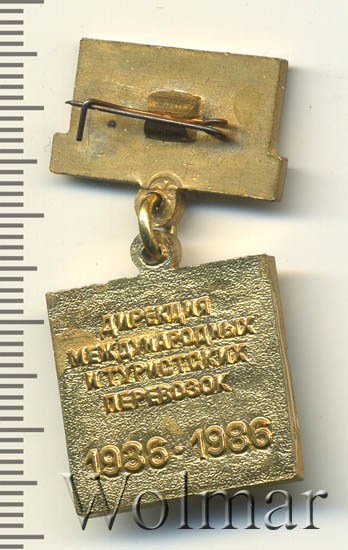 ДИРЕКЦИЯ
МЕЖДУНАРОДНЫХ
И ТУРИСТСКИХ
ПЕРЕВОЗОК
1936·1986
Wolmar